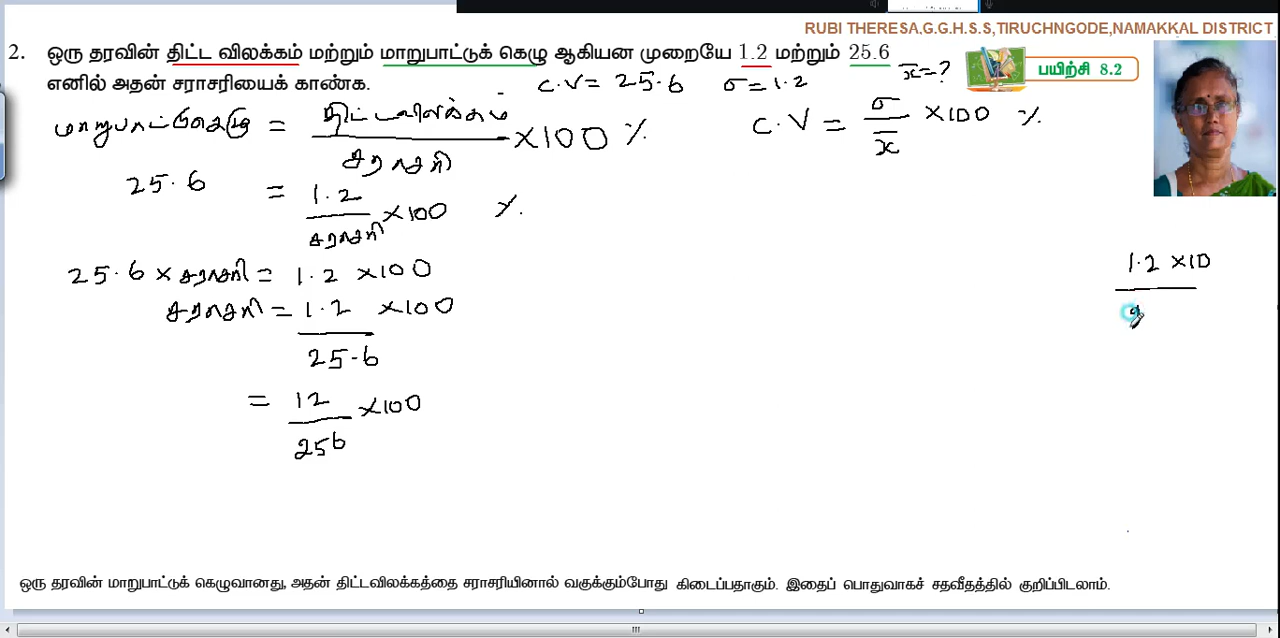 RUBI THERESA.G.G.H.S.S,TIRUCHNGODE,NAMAKKAL DISTRICT
2. ஒரு தரவின் திட்ட விலக்கம் மற்றும் மாறுபாட்டுக் கெழு ஆகியன முறையே 1.2 மற்றும் 25.6
எனில் அதன் சராசரியைக் காண்க. C.V = 25.6 σ = 1.2 x̅ = ?
பயிற்சி 8.2
மாறுபாட்டுகெழு = திட்டவிலக்கம் / சராசரி ×100 %
C.V = σ / x̅ ×100 %
25.6 = 1.2 / சராசரி ×100 %
25.6 × சராசரி = 1.2 ×100
சராசரி = 1.2 ×100 / 25.6
= 12 / 256 ×100
1.2 ×10
ஒரு தரவின் மாறுபாட்டுக் கெழுவானது, அதன் திட்டவிலக்கத்தை சராசரியினால் வகுக்கும்போது கிடைப்பதாகும். இதைப் பொதுவாகச் சதவீதத்தில் குறிப்பிடலாம்.